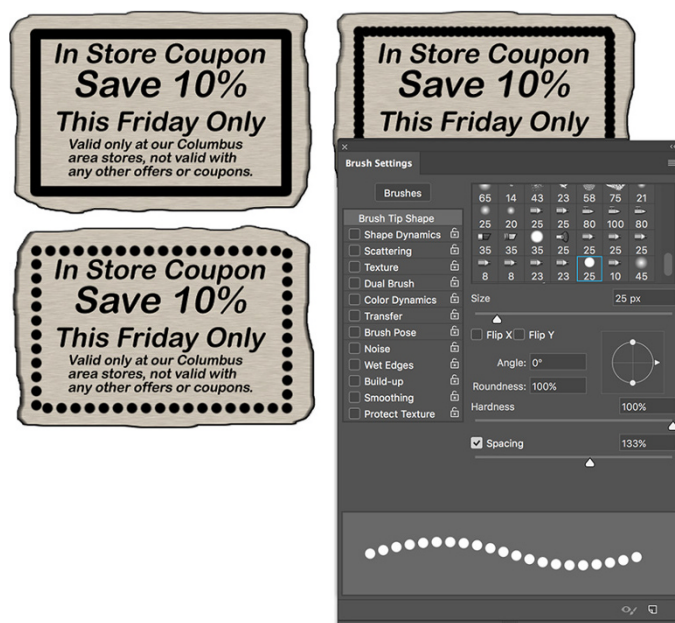 In Store Coupon
Save 10%
This Friday Only
Valid only at our Columbus
area stores, not valid with
any other offers or coupons.
In Store Coupon
Save 10%
This Friday Only
In Store Coupon
Save 10%
This Friday Only
Valid only at our Columbus
area stores, not valid with
any other offers or coupons.
Brush Settings
Brushes
Brush Tip Shape
Shape Dynamics
Scattering
Texture
Dual Brush
Color Dynamics
Transfer
Brush Pose
Noise
Wet Edges
Build-up
Smoothing
Protect Texture
65 14 43 23 58 75 21
25 20 25 25 80 100 80
35 35 35 25 25 25 25
8 8 23 23 25 10 45
Size 25 px
Flip X Flip Y
Angle: 0°
Roundness: 100%
Hardness 100%
Spacing 133%